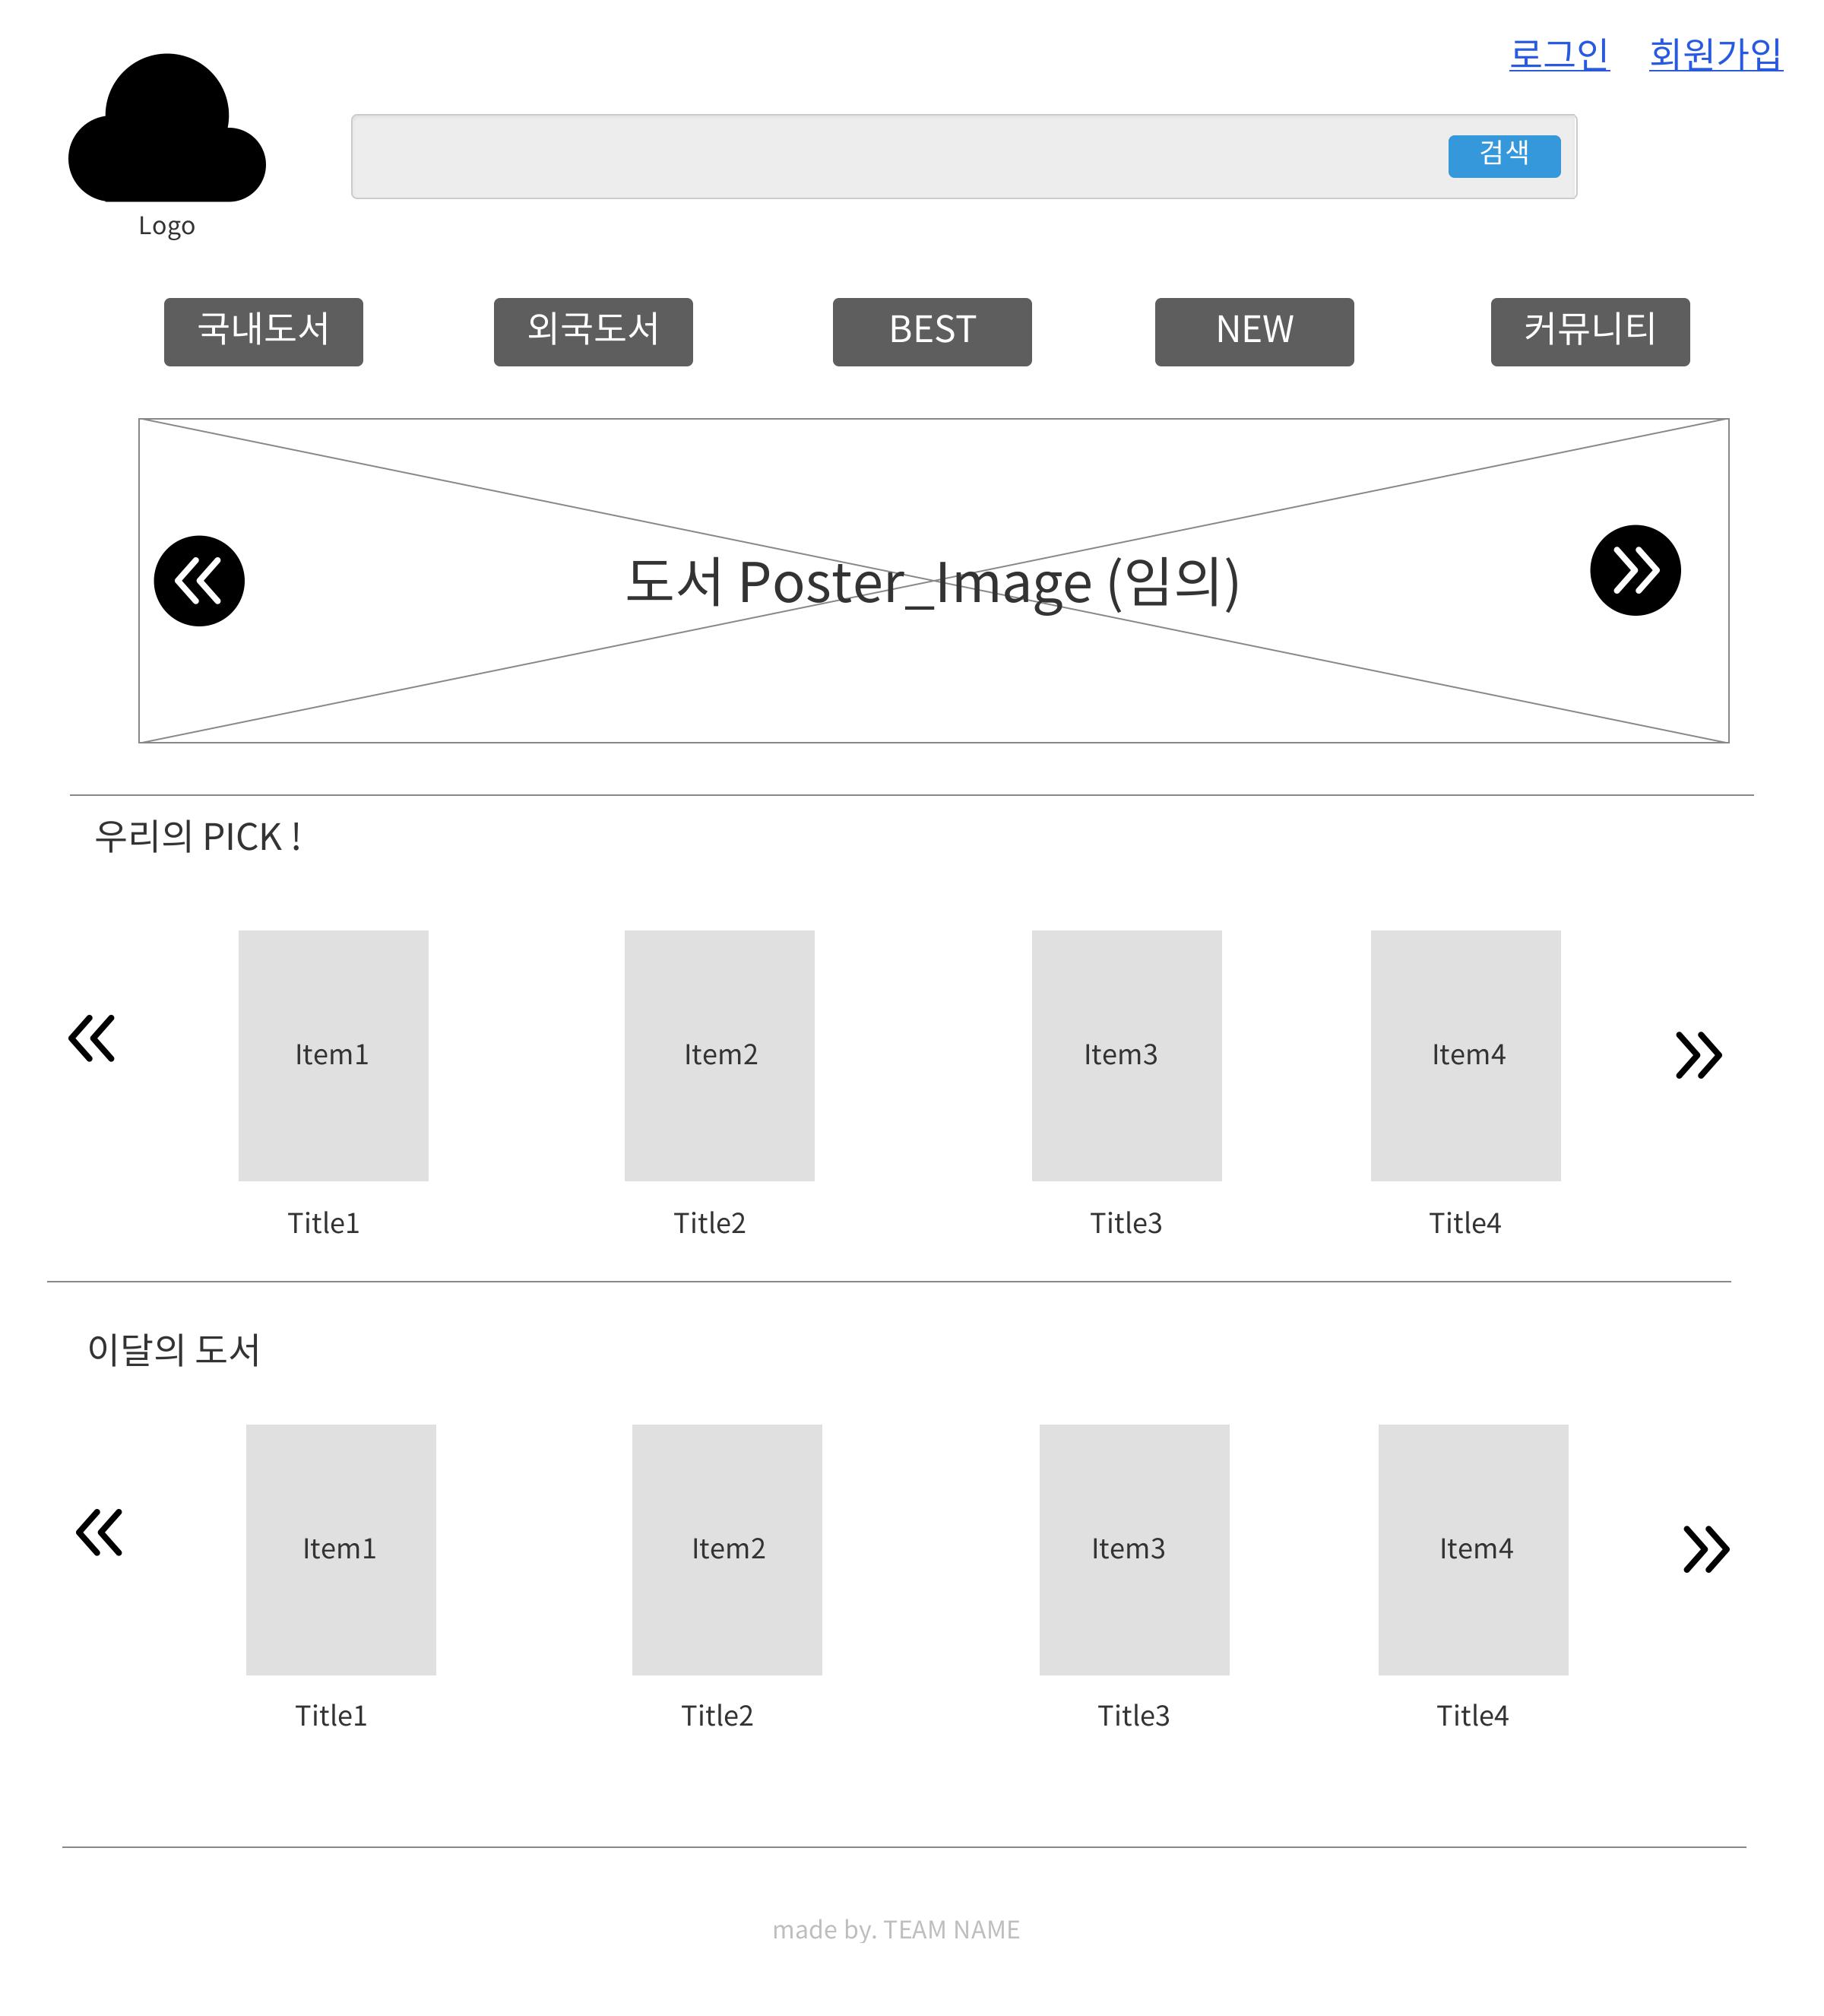 로그인 회원가입
검색
Logo
국내도서 외국도서 BEST NEW 커뮤니티
도서 Poster_Image (임의)
우리의 PICK !
Item1 Item2 Item3 Item4
Title1 Title2 Title3 Title4
이달의 도서
Item1 Item2 Item3 Item4
Title1 Title2 Title3 Title4
made by. TEAM NAME